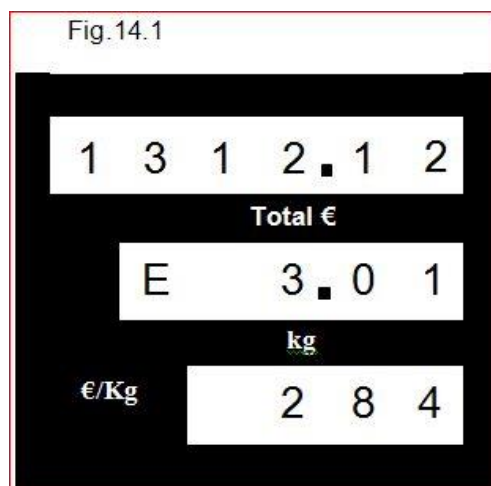 Fig.14.1
1 3 1 2.1 2
Total €
E 3.0 1
kg
€/Kg 2 8 4